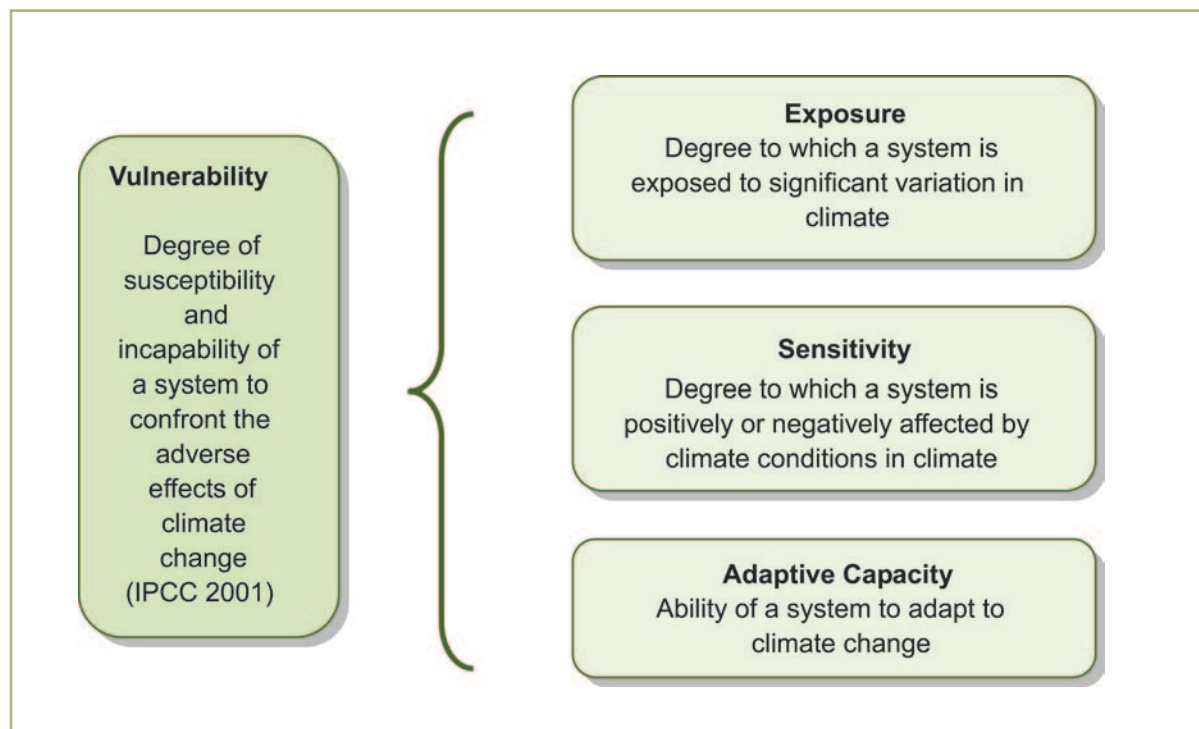 Vulnerability
Degree of
susceptibility
and
incapability of
a system to
confront the
adverse
effects of
climate
change
(IPCC 2001)
Exposure
Degree to which a system is
exposed to significant variation in
climate
Sensitivity
Degree to which a system is
positively or negatively affected by
climate conditions in climate
Adaptive Capacity
Ability of a system to adapt to
climate change